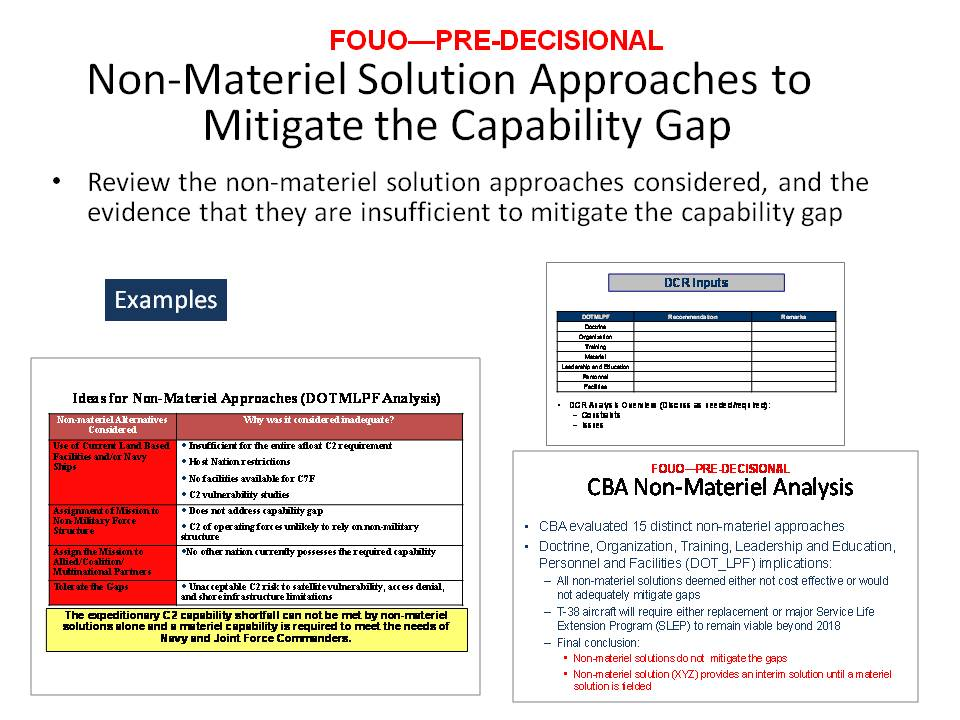 FOUO—PRE-DECISIONAL
Non-Materiel Solution Approaches to
Mitigate the Capability Gap
• Review the non-materiel solution approaches considered, and the
evidence that they are insufficient to mitigate the capability gap
Examples
DCR Inputs
DOTMLPF Recommendation Remarks
Doctrine
Organization
Training
Material
Leadership and Education
Personnel
Facilities
• DCR Analysis Overview (Discuss as needed/required):
– Constraints
– Issues
Ideas for Non-Materiel Approaches (DOTMLPF Analysis)
Non-materiel Alternatives
Considered
Why was it considered inadequate?
Use of Current Land Based
Facilities and/or Navy
Ships
• Insufficient for the entire afloat C2 requirement
• Host Nation restrictions
• No facilities available for C7F
• C2 vulnerability studies
Assignment of Mission to
Non-Military Force
Structure
• Does not address capability gap
• C2 of operating forces unlikely to rely on non-military
structure
Assign the Mission to
Allied/Coalition/
Multinational Partners
•No other nation currently possesses the required capability
Tolerate the Gaps
• Unacceptable C2 risk to satellite vulnerability, access denial,
and shore infrastructure limitations
The expeditionary C2 capability shortfall can not be met by non-materiel
solutions alone and a materiel capability is required to meet the needs of
Navy and Joint Force Commanders.
FOUO—PRE-DECISIONAL
CBA Non-Materiel Analysis
• CBA evaluated 15 distinct non-materiel approaches
• Doctrine, Organization, Training, Leadership and Education,
Personnel and Facilities (DOT_LPF) implications:
– All non-materiel solutions deemed either not cost effective or would
not adequately mitigate gaps
– T-38 aircraft will require either replacement or major Service Life
Extension Program (SLEP) to remain viable beyond 2018
– Final conclusion:
• Non-materiel solutions do not mitigate the gaps
• Non-materiel solution (XYZ) provides an interim solution until a materiel
solution is fielded